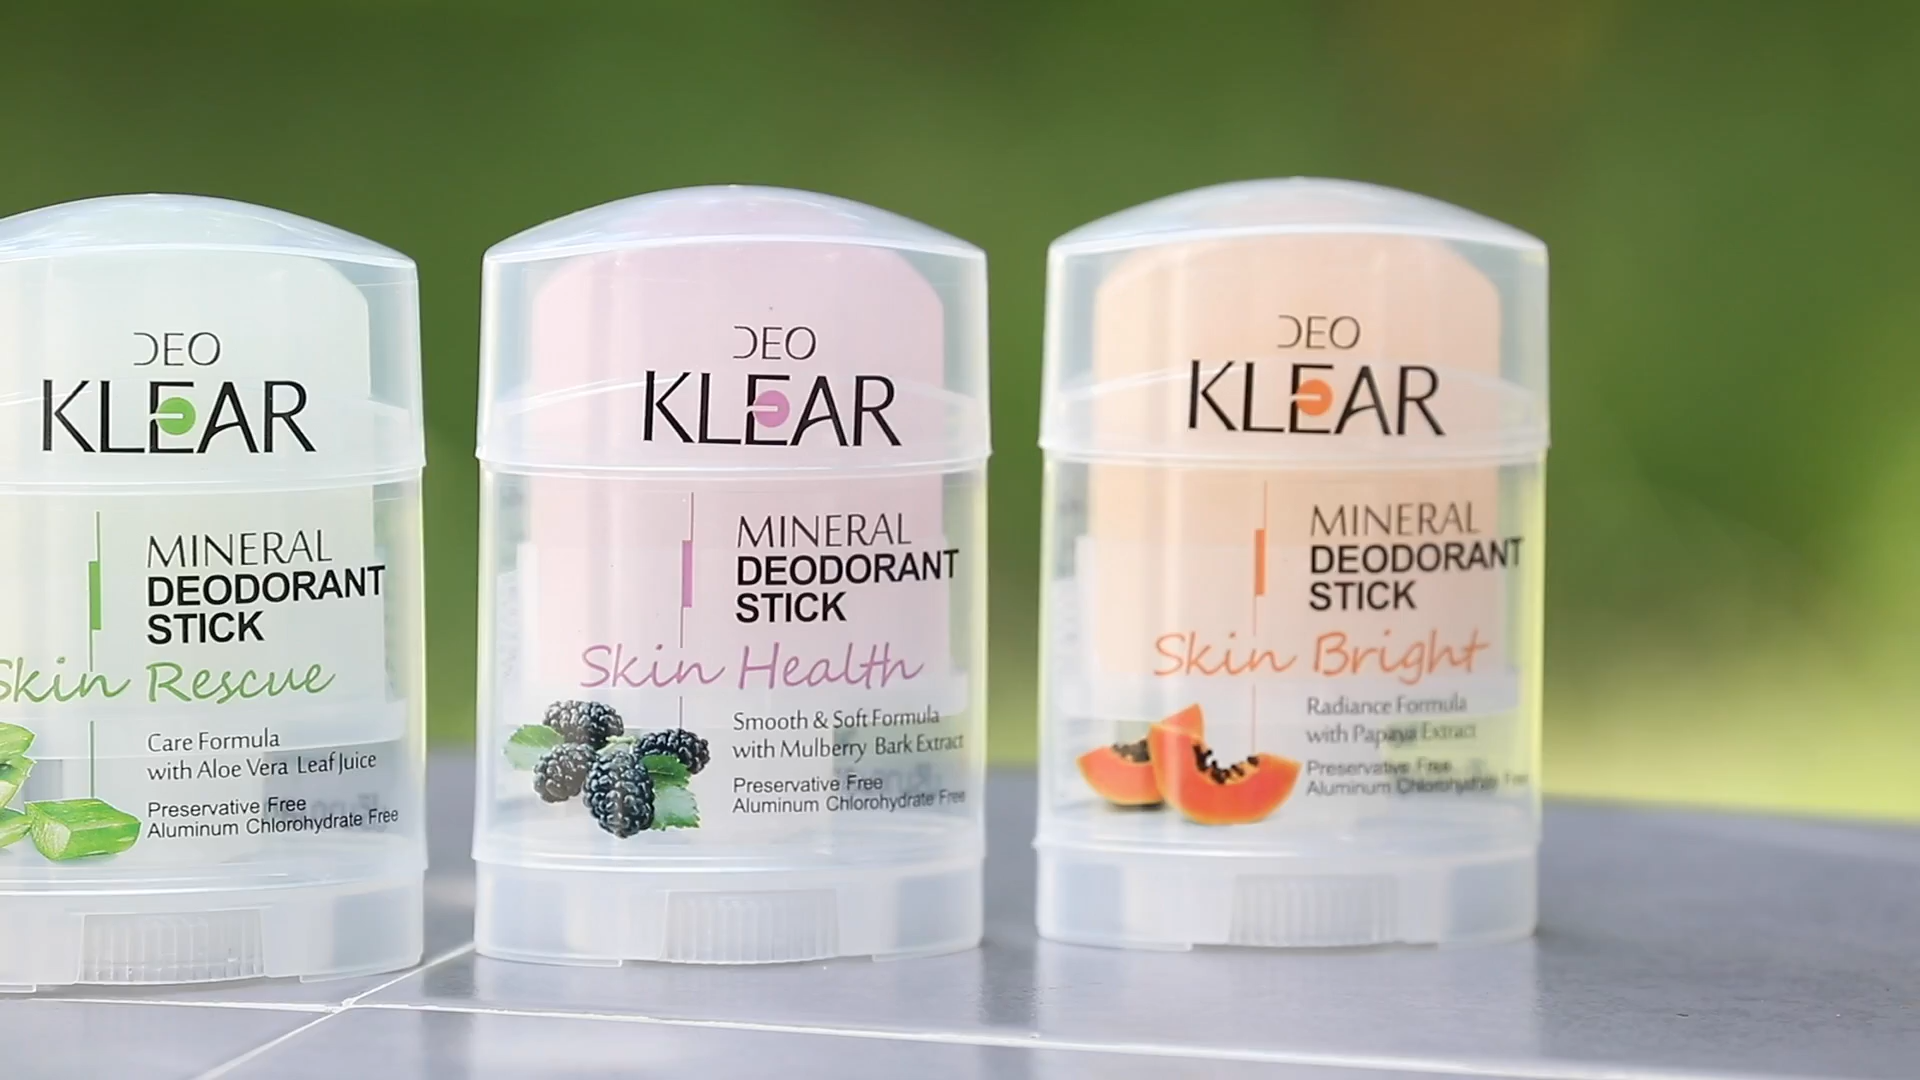 DEO
KLEAR
MINERAL
DEODORANT
STICK
Skin Rescue
Care Formula
with Aloe Vera Leaf Juice
Preservative Free
Aluminum Chlorohydrate Free
DEO
KLEAR
MINERAL
DEODORANT
STICK
Skin Health
Smooth & Soft Formula
with Mulberry Bark Extract
Preservative Free
Aluminum Chlorohydrate Free
DEO
KLEAR
MINERAL
DEODORANT
STICK
Skin Bright
Radiance Formula
with Papaya Extract
Preservative Free
Aluminum Chlorohydrate Free